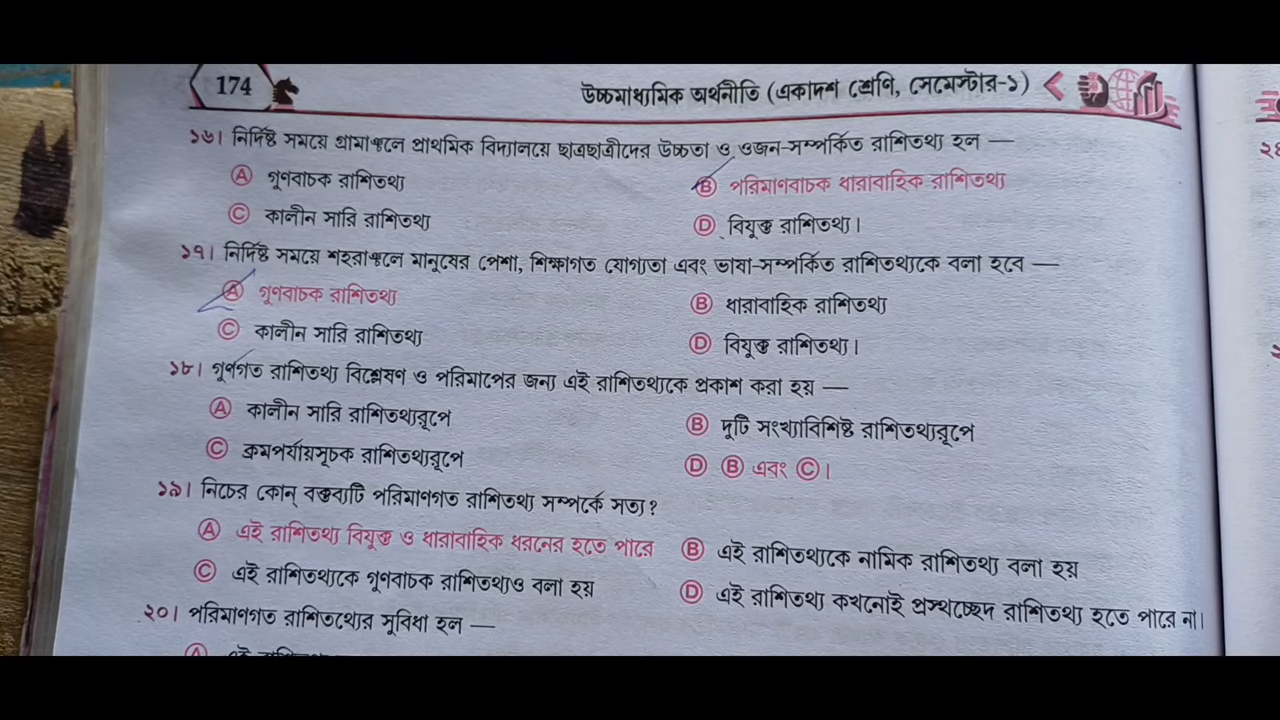 174
উচ্চমাধ্যমিক অর্থনীতি (একাদশ শ্রেণি, সেমেস্টার-১)
১৬। নির্দিষ্ট সময়ে গ্রামাঞ্চলে প্রাথমিক বিদ্যালয়ে ছাত্রছাত্রীদের উচ্চতা ও ওজন-সম্পর্কিত রাশিতথ্য হল —
Ⓐ গুণবাচক রাশিতথ্য Ⓑ পরিমাণবাচক ধারাবাহিক রাশিতথ্য
Ⓒ কালীন সারি রাশিতথ্য Ⓓ বিযুক্ত রাশিতথ্য।
১৭। নির্দিষ্ট সময়ে শহরাঞ্চলে মানুষের পেশা, শিক্ষাগত যোগ্যতা এবং ভাষা-সম্পর্কিত রাশিতথ্যকে বলা হবে —
Ⓐ গুণবাচক রাশিতথ্য Ⓑ ধারাবাহিক রাশিতথ্য
Ⓒ কালীন সারি রাশিতথ্য Ⓓ বিযুক্ত রাশিতথ্য।
১৮। গুণগত রাশিতথ্য বিশ্লেষণ ও পরিমাপের জন্য এই রাশিতথ্যকে প্রকাশ করা হয় —
Ⓐ কালীন সারি রাশিতথ্যরূপে Ⓑ দুটি সংখ্যাবিশিষ্ট রাশিতথ্যরূপে
Ⓒ ক্রমপর্যায়সূচক রাশিতথ্যরূপে Ⓓ Ⓑ এবং Ⓒ।
১৯। নিচের কোন্ বক্তব্যটি পরিমাণগত রাশিতথ্য সম্পর্কে সত্য?
Ⓐ এই রাশিতথ্য বিযুক্ত ও ধারাবাহিক ধরনের হতে পারে Ⓑ এই রাশিতথ্যকে নামিক রাশিতথ্য বলা হয়
Ⓒ এই রাশিতথ্যকে গুণবাচক রাশিতথ্যও বলা হয় Ⓓ এই রাশিতথ্য কখনোই প্রস্থচ্ছেদ রাশিতথ্য হতে পারে না।
২০। পরিমাণগত রাশিতথ্যের সুবিধা হল —